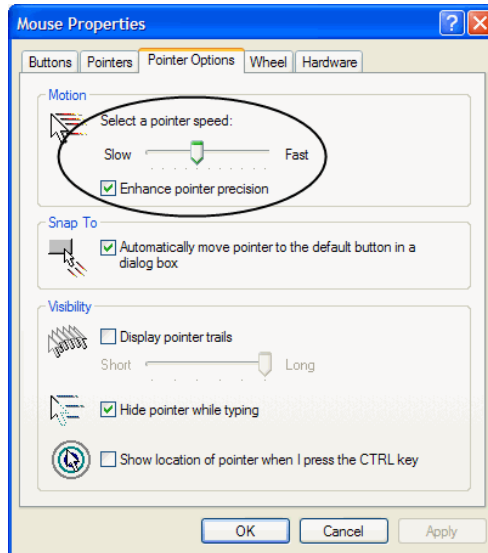 Mouse Properties
Buttons Pointers Pointer Options Wheel Hardware
Motion
Select a pointer speed:
Slow Fast
Enhance pointer precision
Snap To
Automatically move pointer to the default button in a
dialog box
Visibility
Display pointer trails
Short Long
Hide pointer while typing
Show location of pointer when I press the CTRL key
OK Cancel Apply